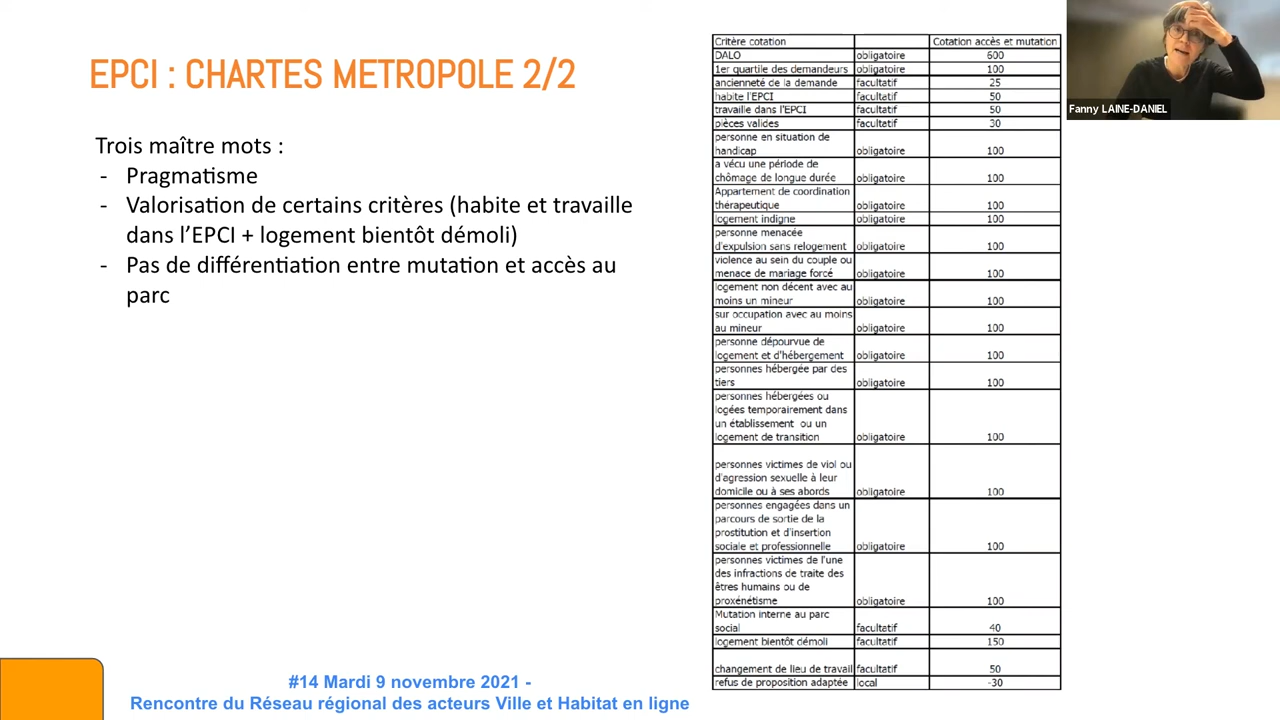 EPCI : CHARTES METROPOLE 2/2
Trois maître mots :
- Pragmatisme
- Valorisation de certains critères (habite et travaille
dans l'EPCI + logement bientôt démoli)
- Pas de différentiation entre mutation et accès au
parc
Critère cotation Cotation accès et mutation
DALO obligatoire 600
1er quartile des demandeurs obligatoire 100
ancienneté de la demande facultatif 25
habite l'EPCI facultatif 50
travaille dans l'EPCI facultatif 50
pièces valides facultatif 30
personne en situation de
handicap obligatoire 100
a vécu une période de
chômage de longue durée obligatoire 100
Appartement de coordination
thérapeutique obligatoire 100
logement indigne obligatoire 100
personne menacée
d'expulsion sans relogement obligatoire 100
violence au sein du couple ou
menace de mariage forcé obligatoire 100
logement non décent avec au
moins un mineur obligatoire 100
sur occupation avec au moins
au mineur obligatoire 100
personne dépourvue de
logement et d'hébergement obligatoire 100
personnes hébergée par des
tiers obligatoire 100
personnes hébergées ou
logées temporairement dans
un établissement ou un
logement de transition obligatoire 100
personnes victimes de viol ou
d'agression sexuelle à leur
domicile ou à ses abords obligatoire 100
personnes engagées dans un
parcours de sortie de la
prostitution et d'insertion
sociale et professionnelle obligatoire 100
personnes victimes de l'une
des infractions de traite des
êtres humains ou de
proxénétisme obligatoire 100
Mutation interne au parc
social facultatif 40
logement bientôt démoli facultatif 150
changement de lieu de travail facultatif 50
refus de proposition adaptée local -30
Fanny LAINE-DANIEL
#14 Mardi 9 novembre 2021 -
Rencontre du Réseau régional des acteurs Ville et Habitat en ligne